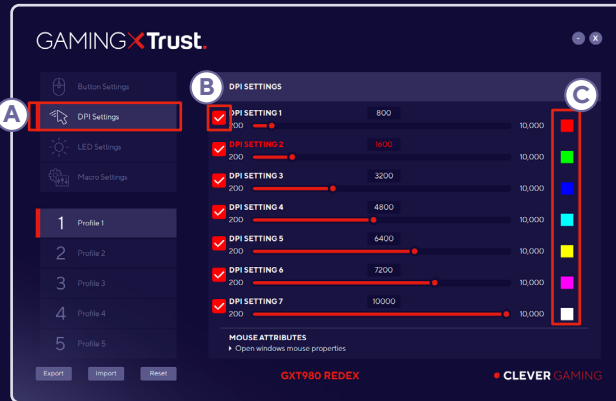 GAMING X Trust.
- X
A
Button Settings
DPI Settings
LED Settings
Macro Settings
1 Profile 1
2 Profile 2
3 Profile 3
4 Profile 4
5 Profile 5
Export Import Reset
B
C
DPI SETTINGS
DPI SETTING 1 800
200 10,000
DPI SETTING 2 1600
200 10,000
DPI SETTING 3 3200
200 10,000
DPI SETTING 4 4800
200 10,000
DPI SETTING 5 6400
200 10,000
DPI SETTING 6 7200
200 10,000
DPI SETTING 7 10000
200 10,000
MOUSE ATTRIBUTES
Open windows mouse properties
GXT980 REDEX
CLEVER GAMING